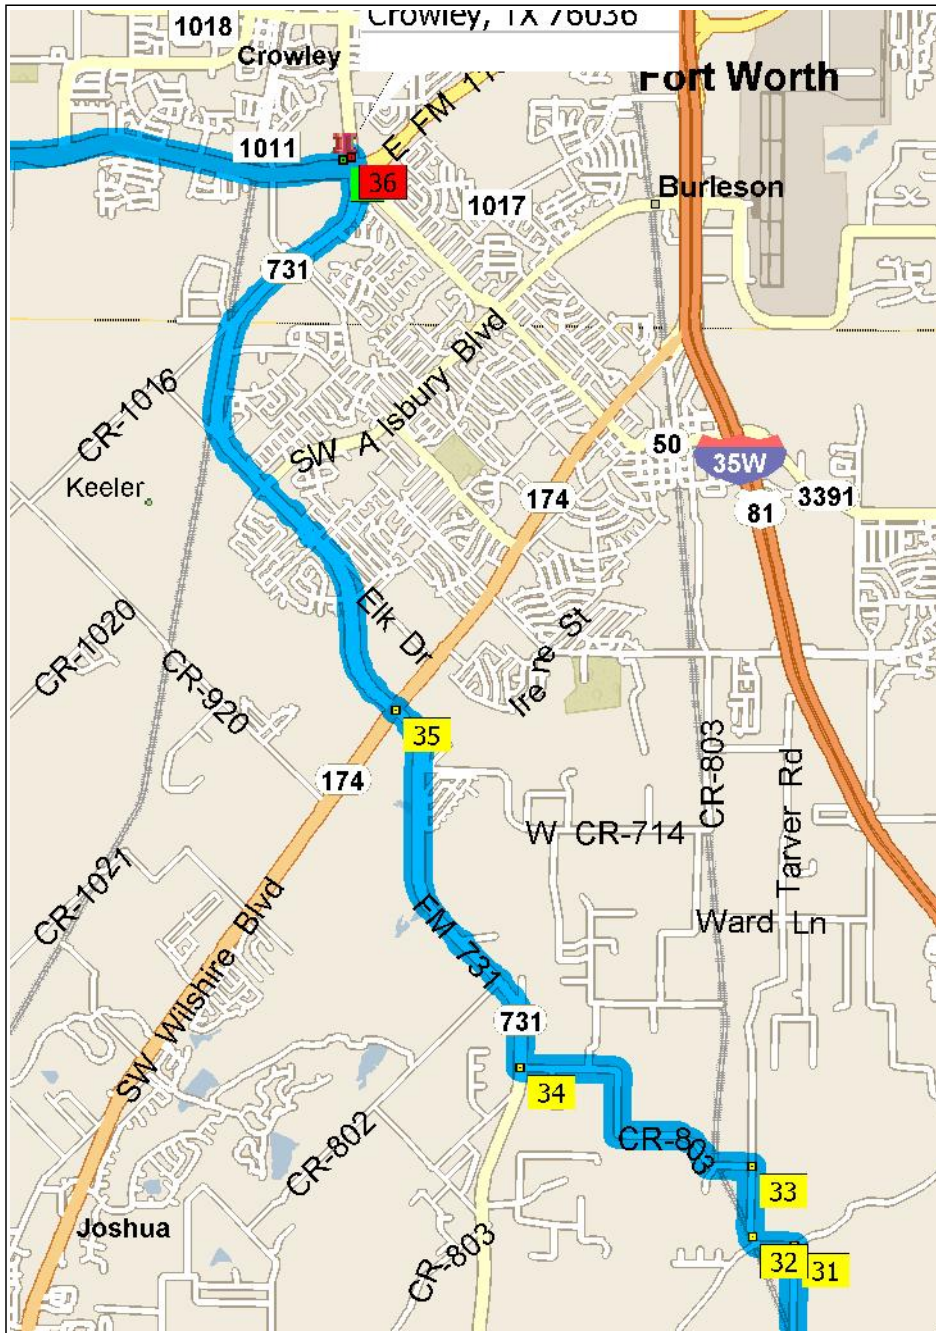 1018
Crowley, TX 76036
Crowley
Fort Worth
E FM 11
1011
36
1017
Burleson
731
CR-1016
SW Alsbury Blvd
50
35W
Keeler
174
81
3391
Elk Dr
Irene St
CR-1020
CR-920
35
CR-803
Tarver Rd
174
W CR-714
CR-1021
SW Wilshire Blvd
FM 731
Ward Ln
731
34
CR-802
CR-803
33
Joshua
CR-803
32
31